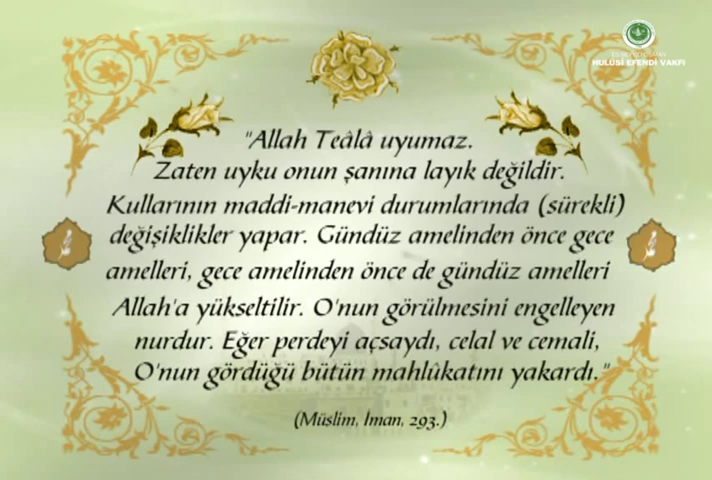 HULÛSİ EFENDİ VAKFI
"Allah Teâlâ uyumaz.
Zaten uyku onun şanına layık değildir.
Kullarının maddi-manevi durumlarında (sürekli)
değişiklikler yapar. Gündüz amelinden önce gece
amelleri, gece amelinden önce de gündüz amelleri
Allah'a yükseltilir. O'nun görülmesini engelleyen
nurdur. Eğer perdeyi açsaydı, celal ve cemali,
O'nun gördüğü bütün mahlûkatını yakardı."
(Müslim, İman, 293.)